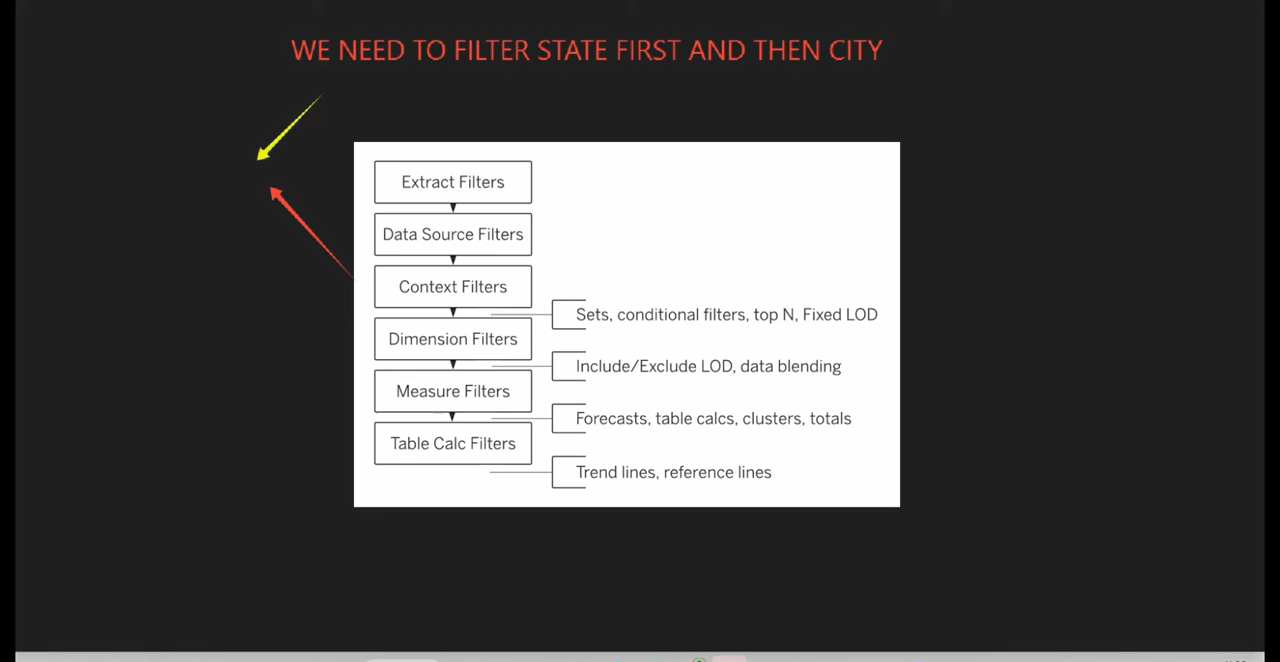 WE NEED TO FILTER STATE FIRST AND THEN CITY
Extract Filters
Data Source Filters
Context Filters
Sets, conditional filters, top N, Fixed LOD
Dimension Filters
Include/Exclude LOD, data blending
Measure Filters
Forecasts, table calcs, clusters, totals
Table Calc Filters
Trend lines, reference lines